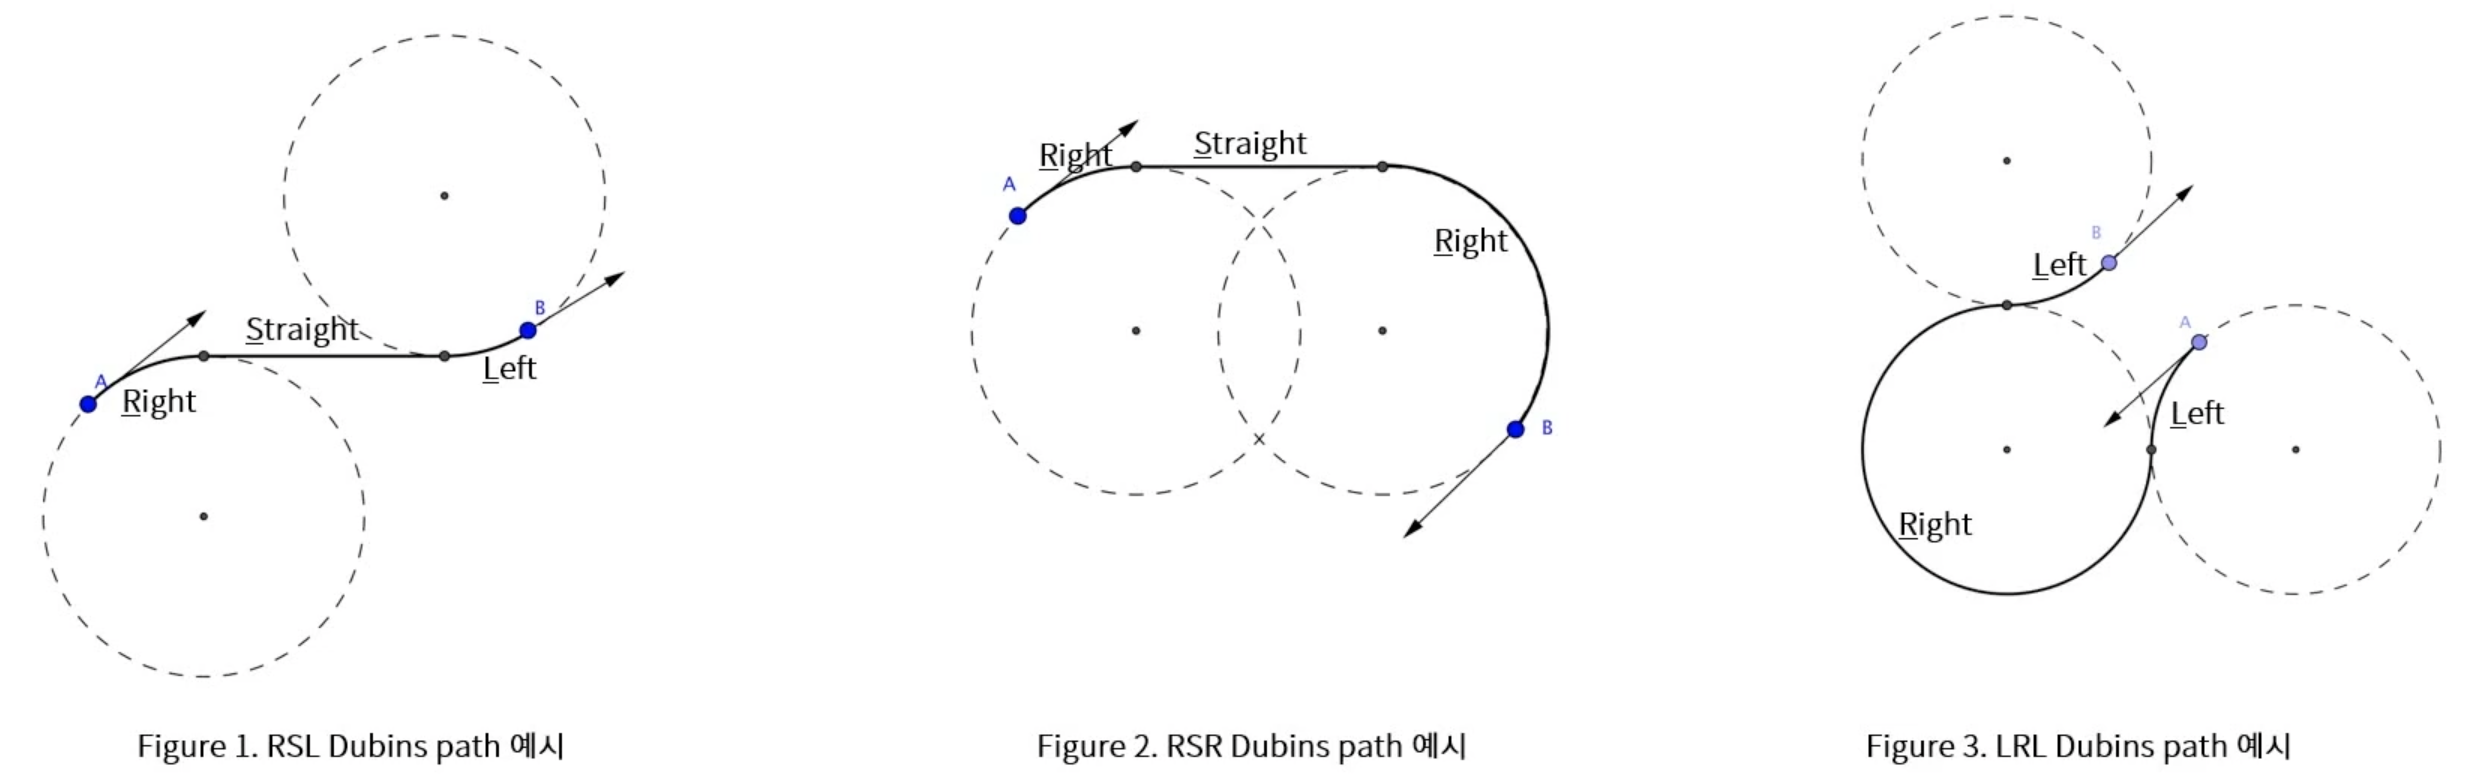 A
Right
Straight
Left
B
Figure 1. RSL Dubins path 예시
A
Right
Straight
Right
B
Figure 2. RSR Dubins path 예시
B
Left
A
Left
Right
Figure 3. LRL Dubins path 예시